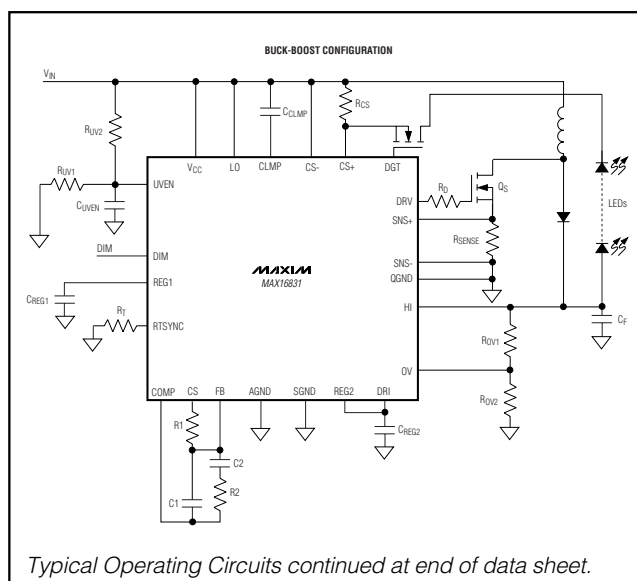 BUCK-BOOST CONFIGURATION
VIN
CCLMP
RCS
RUV2
VCC LO CLMP CS- CS+ DGT
RUV1
UVEN
DRV
RD
QS
LEDs
CUVEN
SNS+
RSENSE
DIM
DIM
SNS-
MAXIM
MAX16831
QGND
REG1
CREG1
HI
RT
RTSYNC
ROV1
CF
OV
COMP CS FB AGND SGND REG2 DRI
ROV2
R1
CREG2
C2
C1
R2
Typical Operating Circuits continued at end of data sheet.